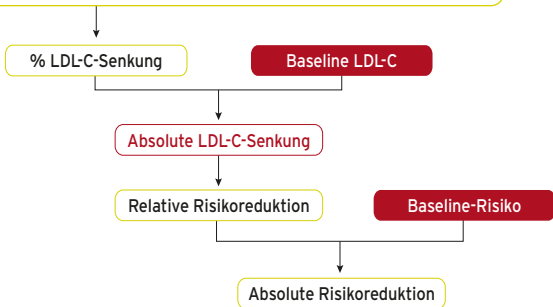 % LDL-C-Senkung
Baseline LDL-C
Absolute LDL-C-Senkung
Relative Risikoreduktion
Baseline-Risiko
Absolute Risikoreduktion